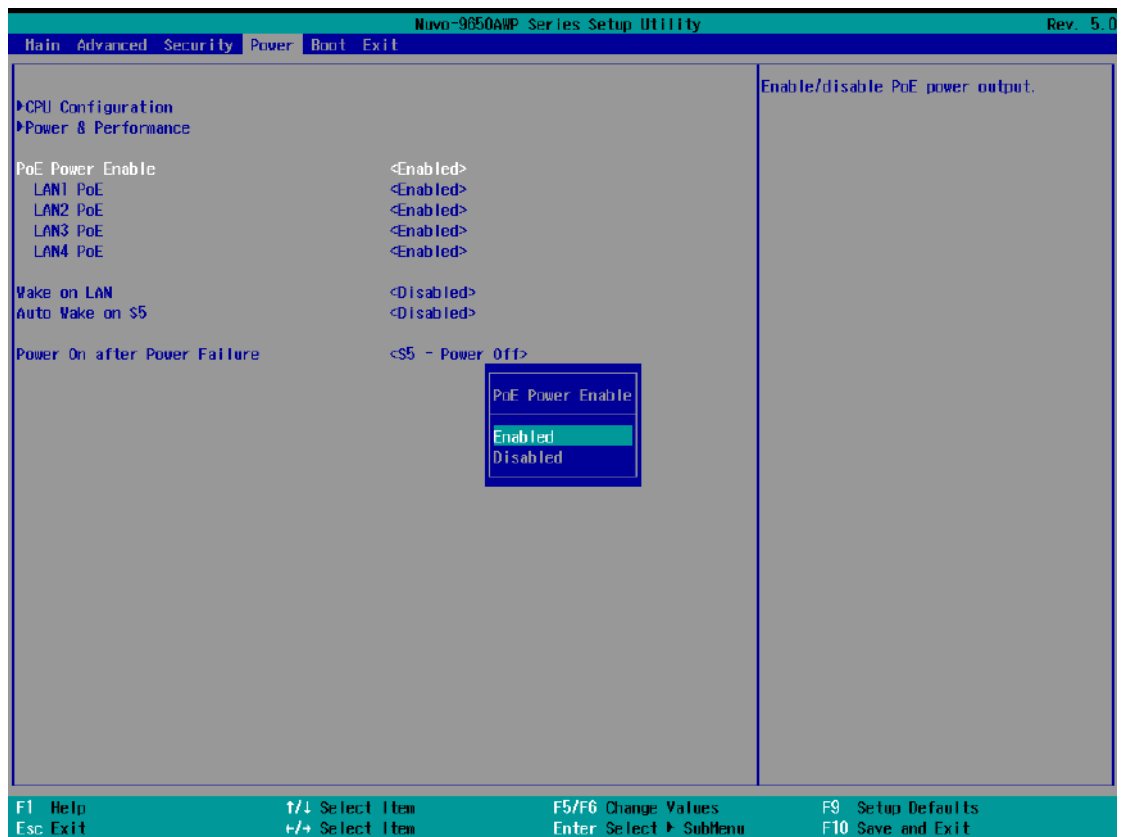 Nuvo-9650AWP Series Setup Utility Rev. 5.0
Main Advanced Security Power Boot Exit
Enable/disable PoE power output.
▶CPU Configuration
▶Power & Performance
PoE Power Enable <Enabled>
LAN1 PoE <Enabled>
LAN2 PoE <Enabled>
LAN3 PoE <Enabled>
LAN4 PoE <Enabled>
Wake on LAN <Disabled>
Auto Wake on S5 <Disabled>
Power On after Power Failure <S5 - Power Off>
PoE Power Enable
Enabled
Disabled
F1 Help ↑/↓ Select Item F5/F6 Change Values F9 Setup Defaults
Esc Exit ←/→ Select Item Enter Select ▶ SubMenu F10 Save and Exit